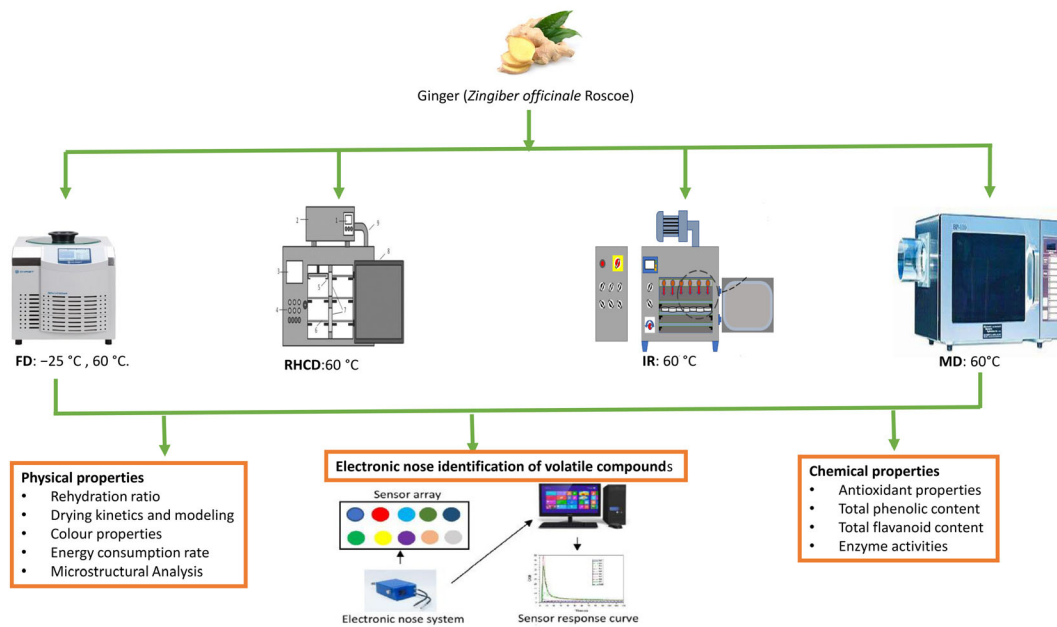 Ginger (Zingiber officinale Roscoe)
FD: −25 °C , 60 °C.
RHCD:60 °C
IR: 60 °C
MD: 60°C
Physical properties
• Rehydration ratio
• Drying kinetics and modeling
• Colour properties
• Energy consumption rate
• Microstructural Analysis
Electronic nose identification of volatile compounds
Sensor array
Electronic nose system
Sensor response curve
Chemical properties
• Antioxidant properties
• Total phenolic content
• Total flavanoid content
• Enzyme activities